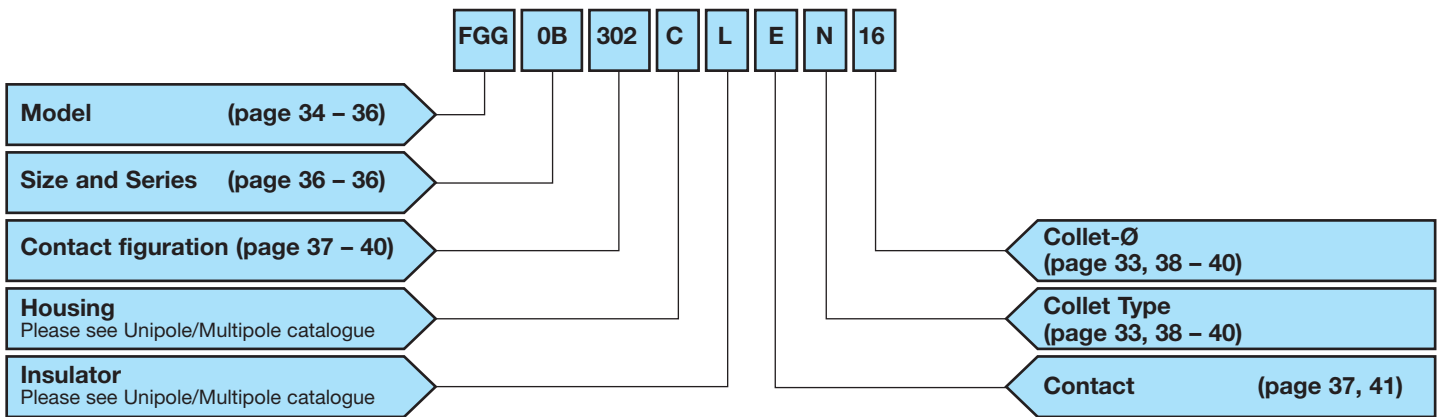 FGG 0B 302 C L E N 16
Model (page 34 – 36)
Size and Series (page 36 – 36)
Contact figuration (page 37 – 40)
Housing
Please see Unipole/Multipole catalogue
Insulator
Please see Unipole/Multipole catalogue
Collet-Ø
(page 33, 38 – 40)
Collet Type
(page 33, 38 – 40)
Contact (page 37, 41)